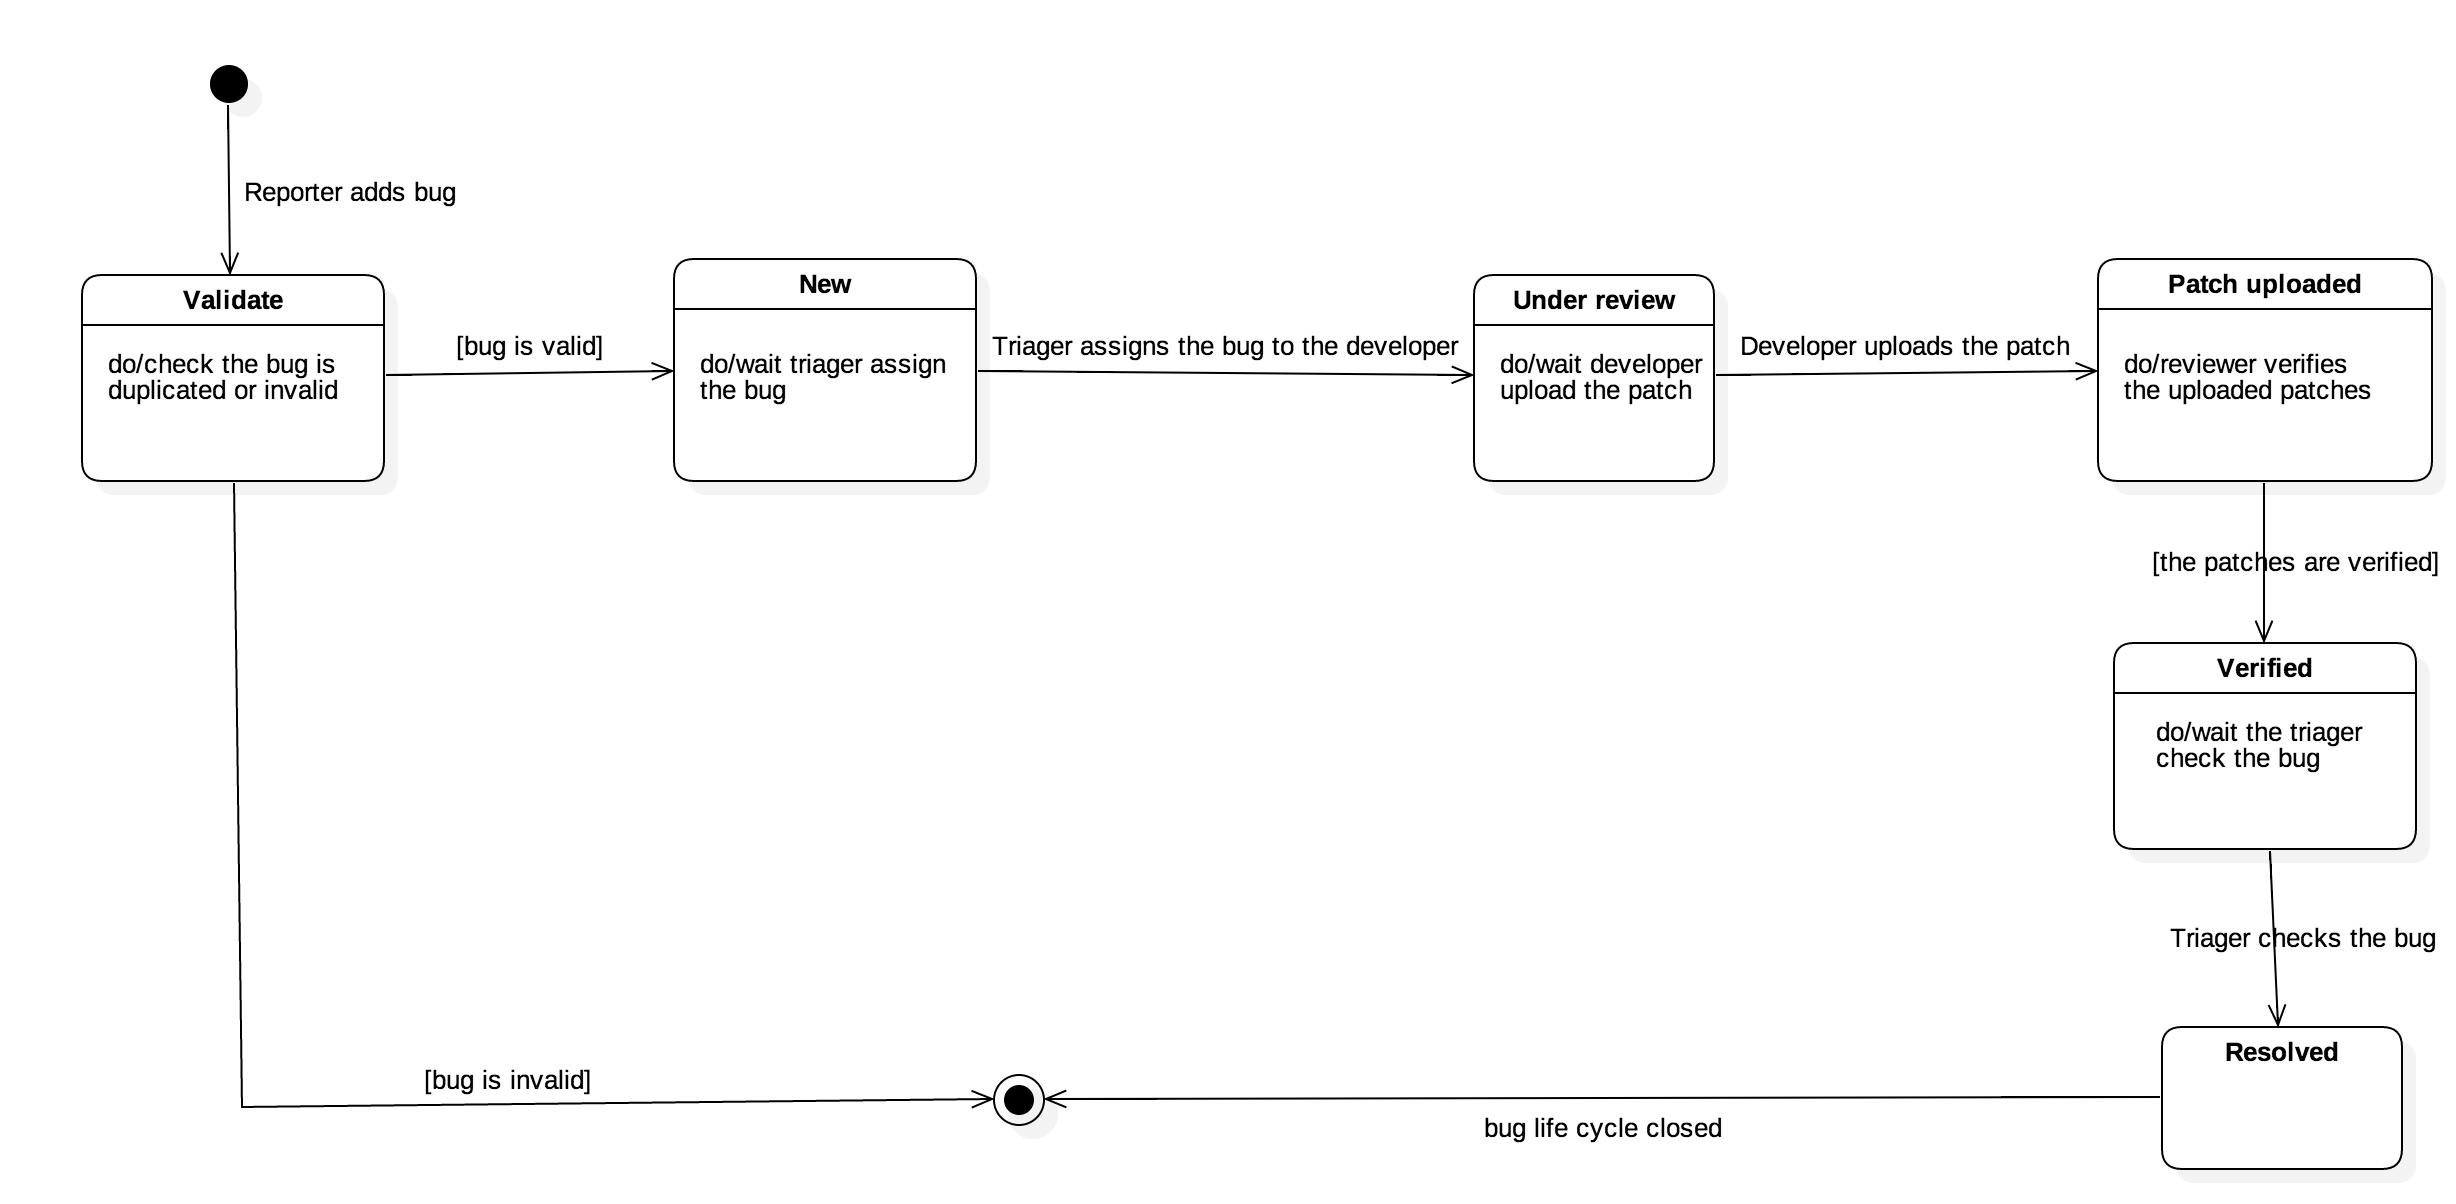 Reporter adds bug
Validate
do/check the bug is
duplicated or invalid
[bug is valid]
New
do/wait triager assign
the bug
Triager assigns the bug to the developer
Under review
do/wait developer
upload the patch
Developer uploads the patch
Patch uploaded
do/reviewer verifies
the uploaded patches
[the patches are verified]
Verified
do/wait the triager
check the bug
Triager checks the bug
Resolved
[bug is invalid]
bug life cycle closed